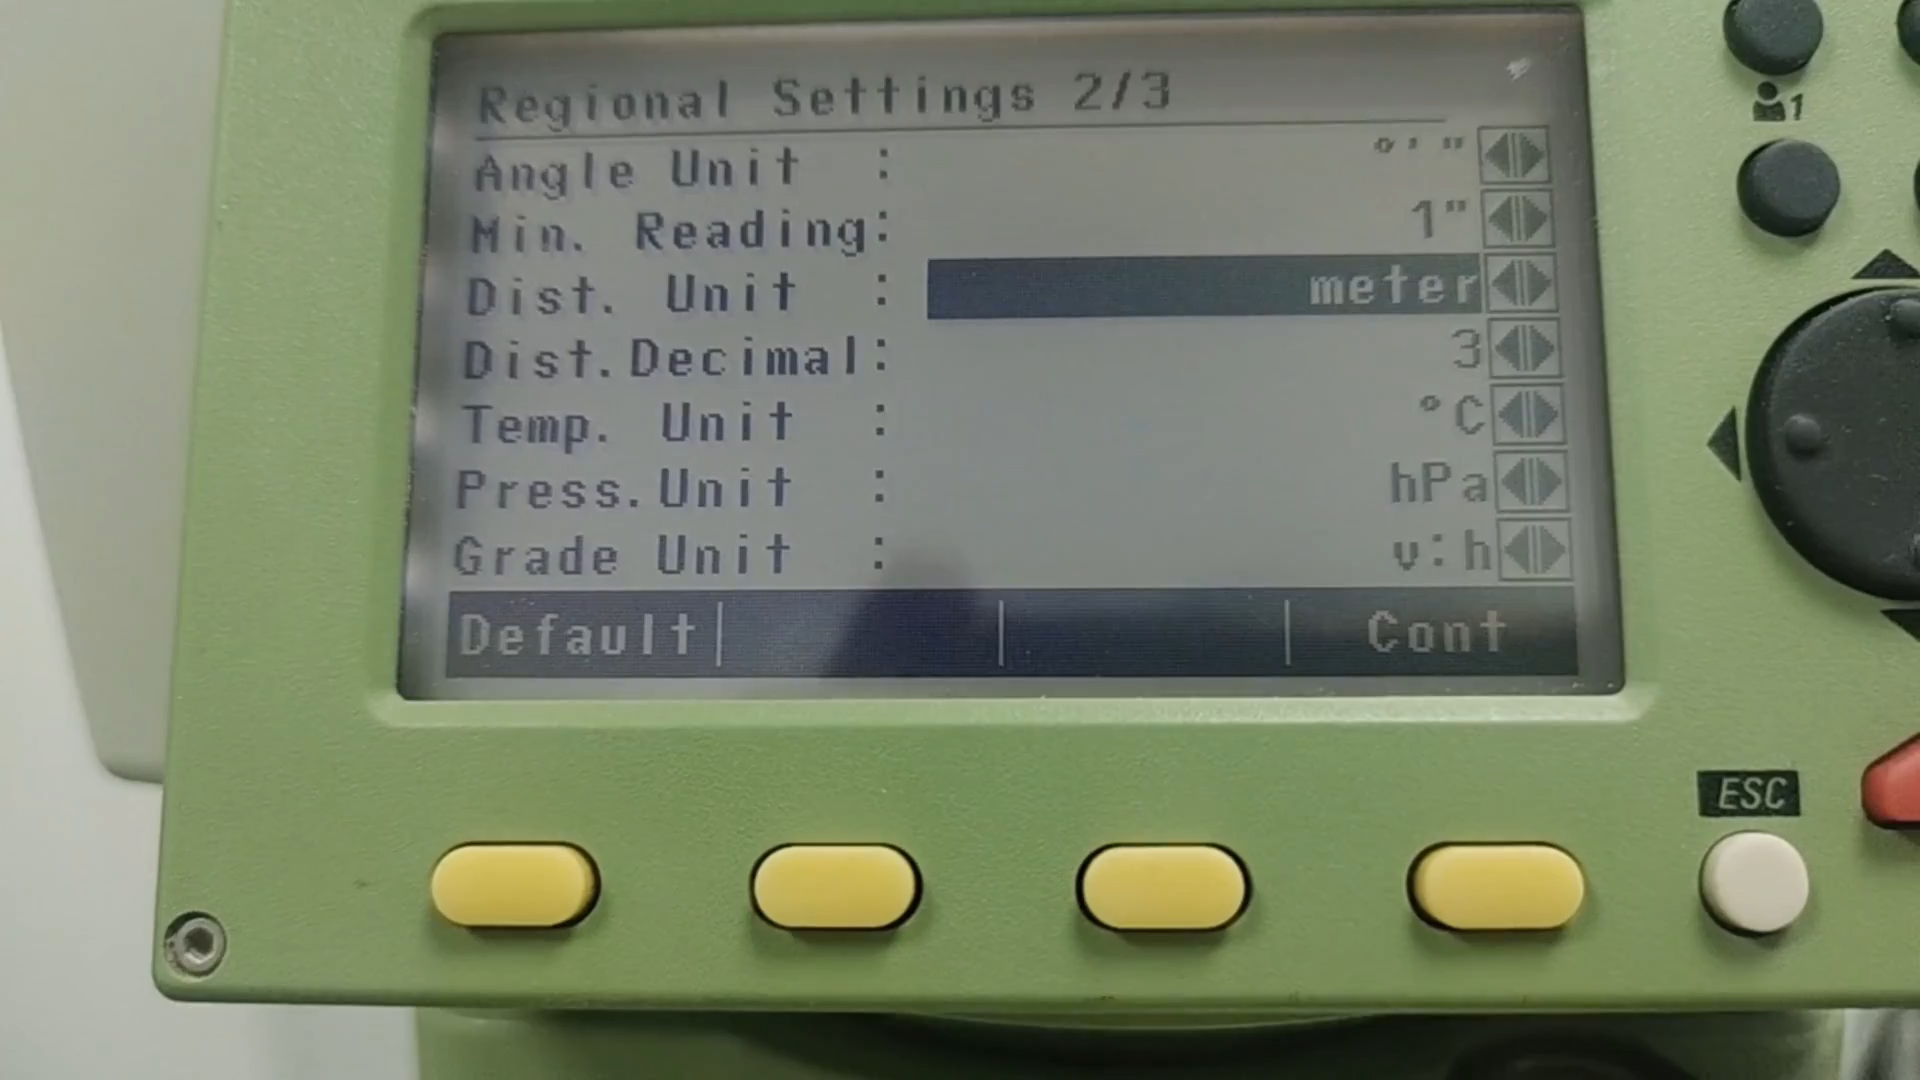 Regional Settings 2/3
Angle Unit : °'"
Min. Reading: 1"
Dist. Unit : meter
Dist.Decimal: 3
Temp. Unit : °C
Press.Unit : hPa
Grade Unit : v:h
Default Cont
1
ESC